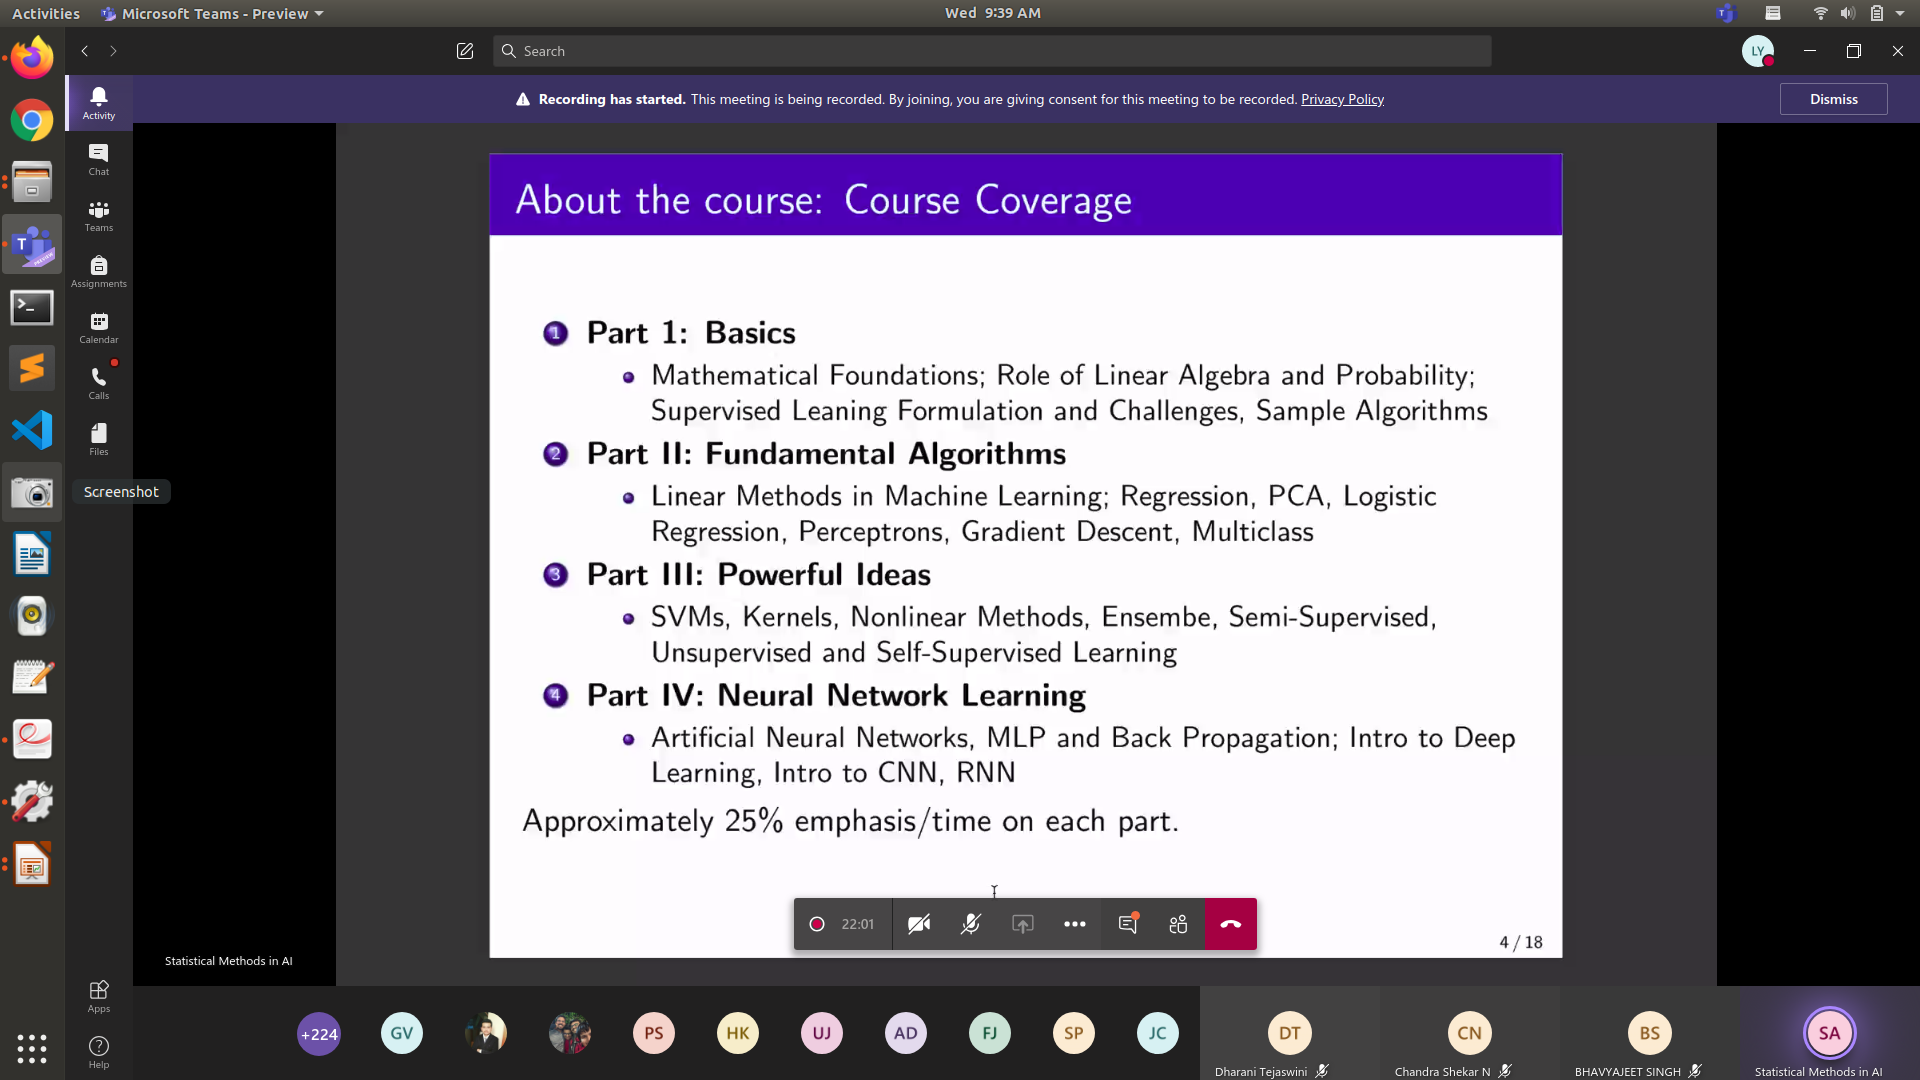 Activities
Microsoft Teams - Preview
Wed 9:39 AM
Search
LY
Recording has started. This meeting is being recorded. By joining, you are giving consent for this meeting to be recorded. Privacy Policy
Dismiss
Activity
Chat
Teams
Assignments
Calendar
Calls
Files
Screenshot
Apps
Help
About the course: Course Coverage
1 Part 1: Basics
Mathematical Foundations; Role of Linear Algebra and Probability;
Supervised Leaning Formulation and Challenges, Sample Algorithms
2 Part II: Fundamental Algorithms
Linear Methods in Machine Learning; Regression, PCA, Logistic
Regression, Perceptrons, Gradient Descent, Multiclass
3 Part III: Powerful Ideas
SVMs, Kernels, Nonlinear Methods, Ensembe, Semi-Supervised,
Unsupervised and Self-Supervised Learning
4 Part IV: Neural Network Learning
Artificial Neural Networks, MLP and Back Propagation; Intro to Deep
Learning, Intro to CNN, RNN
Approximately 25% emphasis/time on each part.
22:01
4 / 18
Statistical Methods in AI
+224
GV
PS
HK
UJ
AD
FJ
SP
JC
DT
CN
BS
SA
Dharani Tejaswini
Chandra Shekar N
BHAVYAJEET SINGH
Statistical Methods in AI